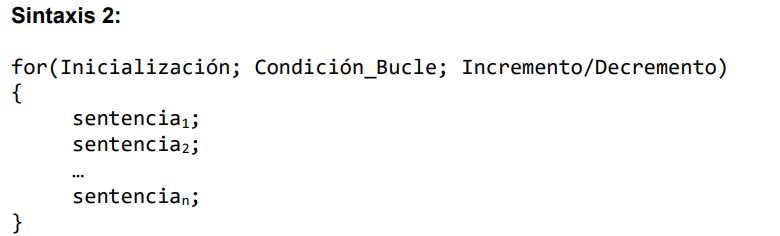 Sintaxis 2:
for(Inicialización; Condición_Bucle; Incremento/Decremento)
{
sentencia₁;
sentencia₂;
…
sentenciaₙ;
}